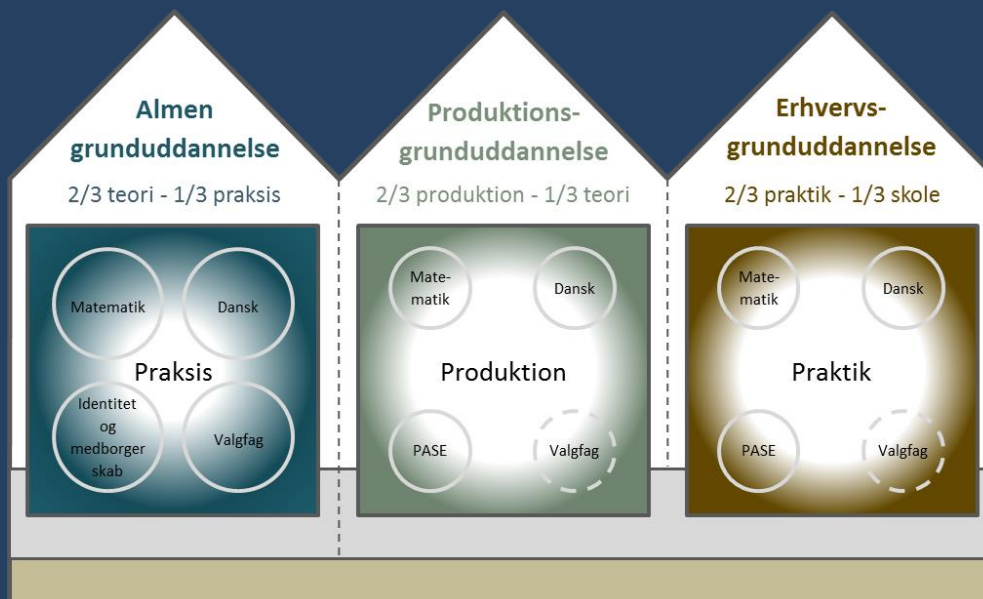 Almen
grunduddannelse
2/3 teori - 1/3 praksis
Matematik
Dansk
Praksis
Identitet
og
medborger
skab
Valgfag
Produktions-
grunduddannelse
2/3 produktion - 1/3 teori
Mate-
matik
Dansk
Produktion
PASE
Valgfag
Erhvervs-
grunduddannelse
2/3 praktik - 1/3 skole
Mate-
matik
Dansk
Praktik
PASE
Valgfag